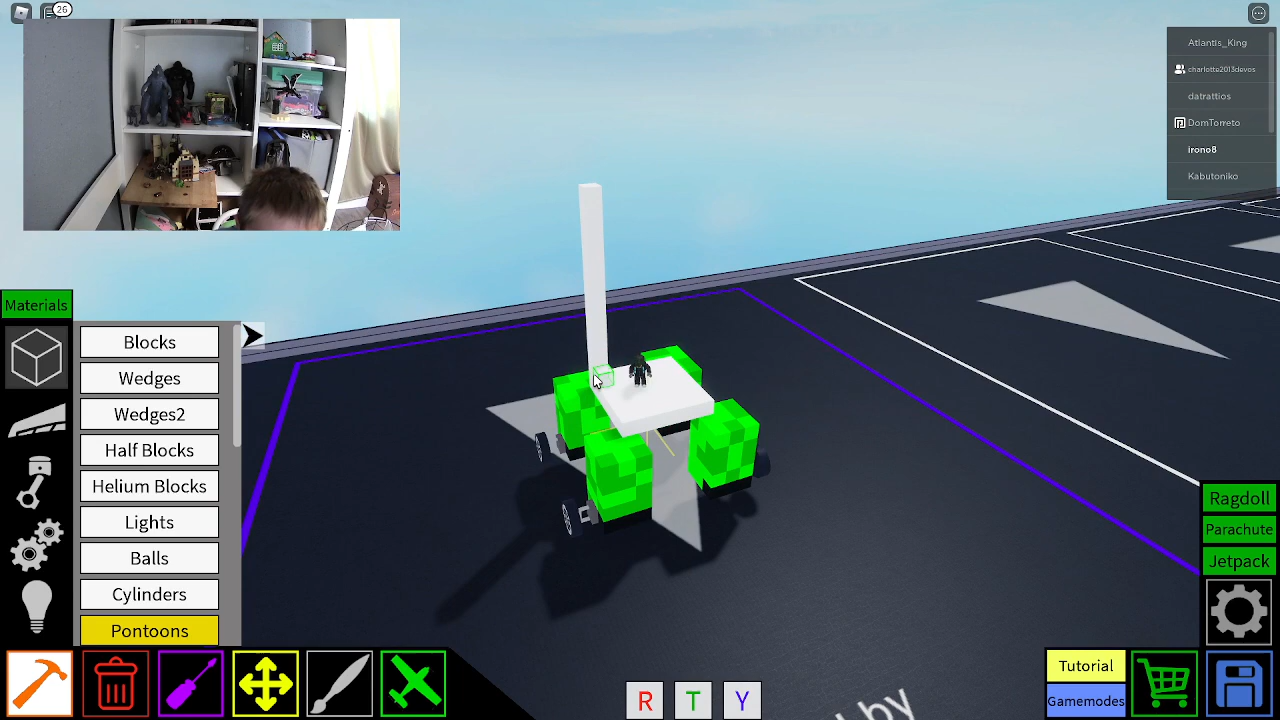 26
Atlantis_King
charlotte2013devos
datrattios
DomTorreto
irono8
Kabutoniko
Materials
Blocks
Wedges
Wedges2
Half Blocks
Helium Blocks
Lights
Balls
Cylinders
Pontoons
Ragdoll
Parachute
Jetpack
Tutorial
Gamemodes
R T Y
by